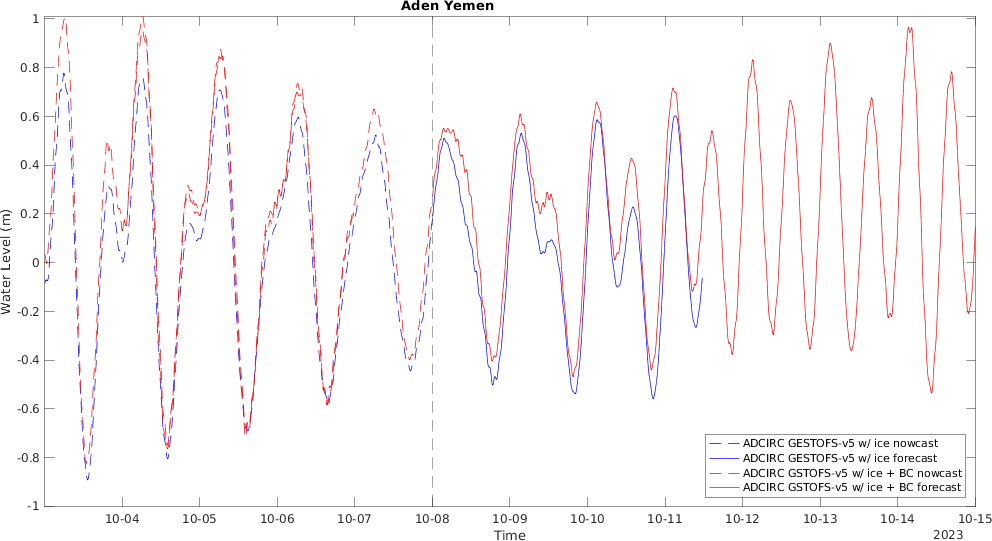 Aden Yemen
Water Level (m)
1
0.8
0.6
0.4
0.2
0
-0.2
-0.4
-0.6
-0.8
-1
10-04 10-05 10-06 10-07 10-08 10-09 10-10 10-11 10-12 10-13 10-14 10-15
Time
2023
ADCIRC GESTOFS-v5 w/ ice nowcast
ADCIRC GESTOFS-v5 w/ ice forecast
ADCIRC GSTOFS-v5 w/ ice + BC nowcast
ADCIRC GSTOFS-v5 w/ ice + BC forecast